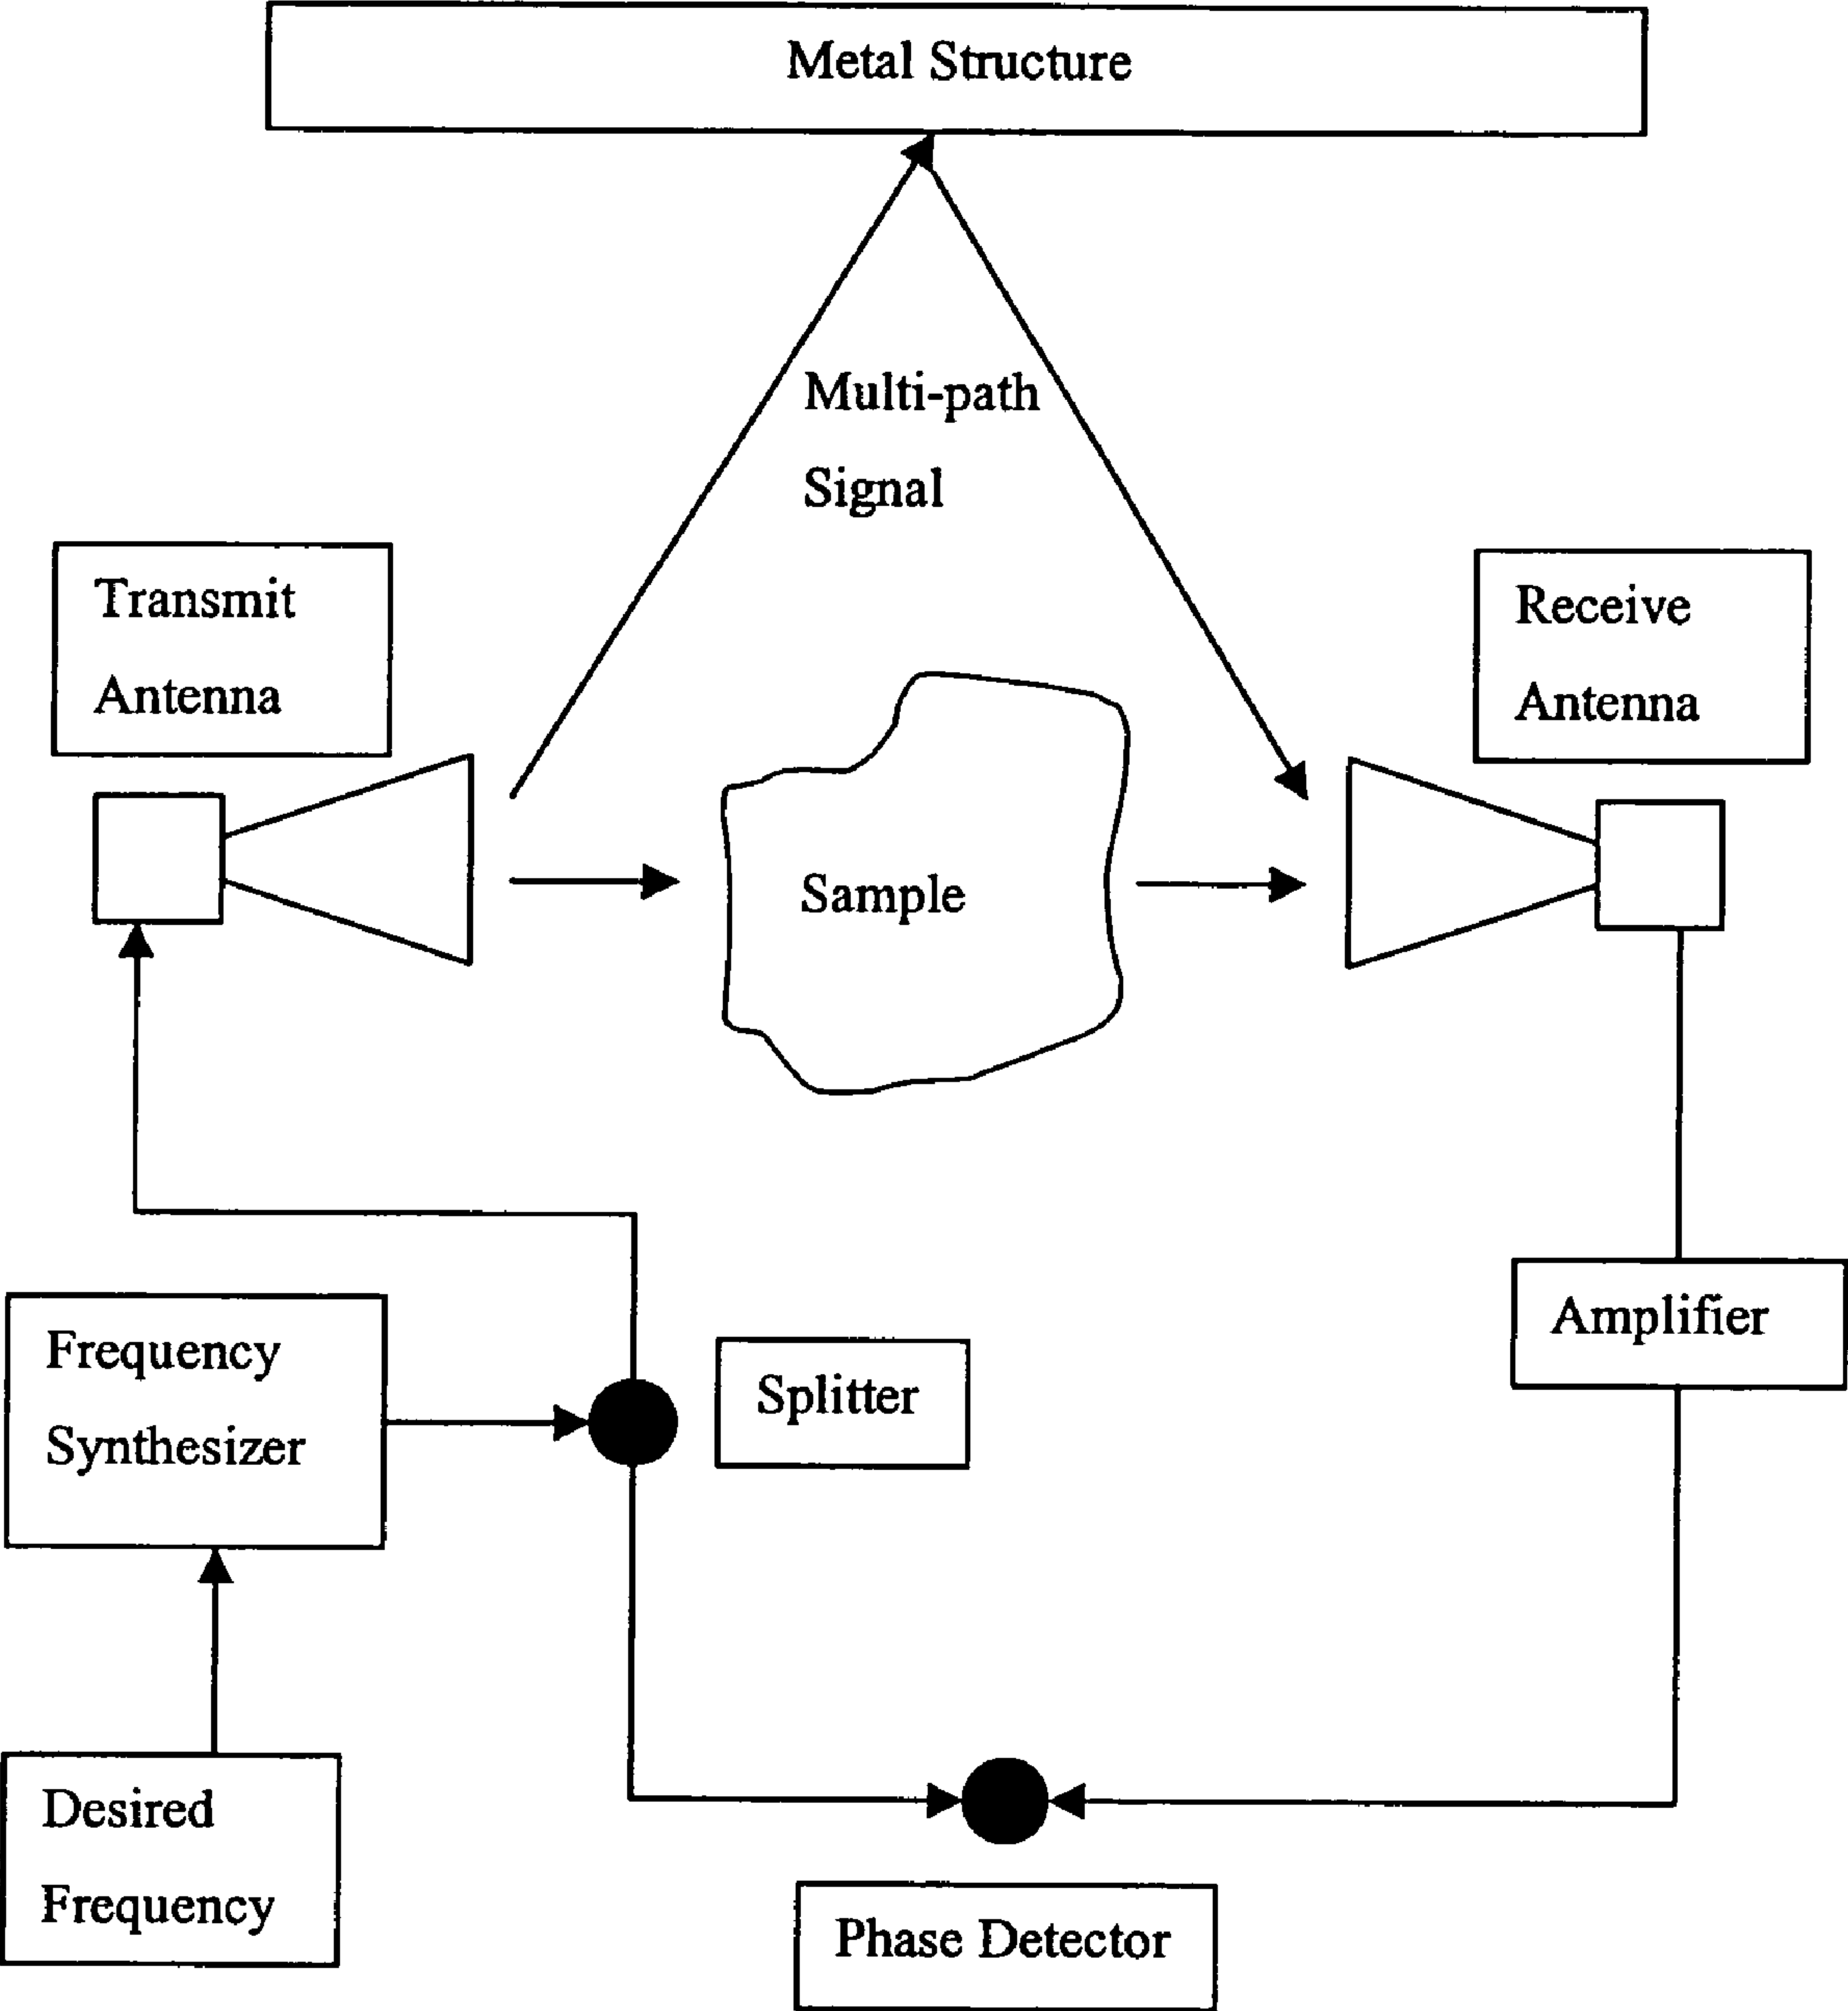 Metal Structure
Multi-path
Signal
Transmit
Antenna
Receive
Antenna
Sample
Amplifier
Frequency
Synthesizer
Splitter
Desired
Frequency
Phase Detector